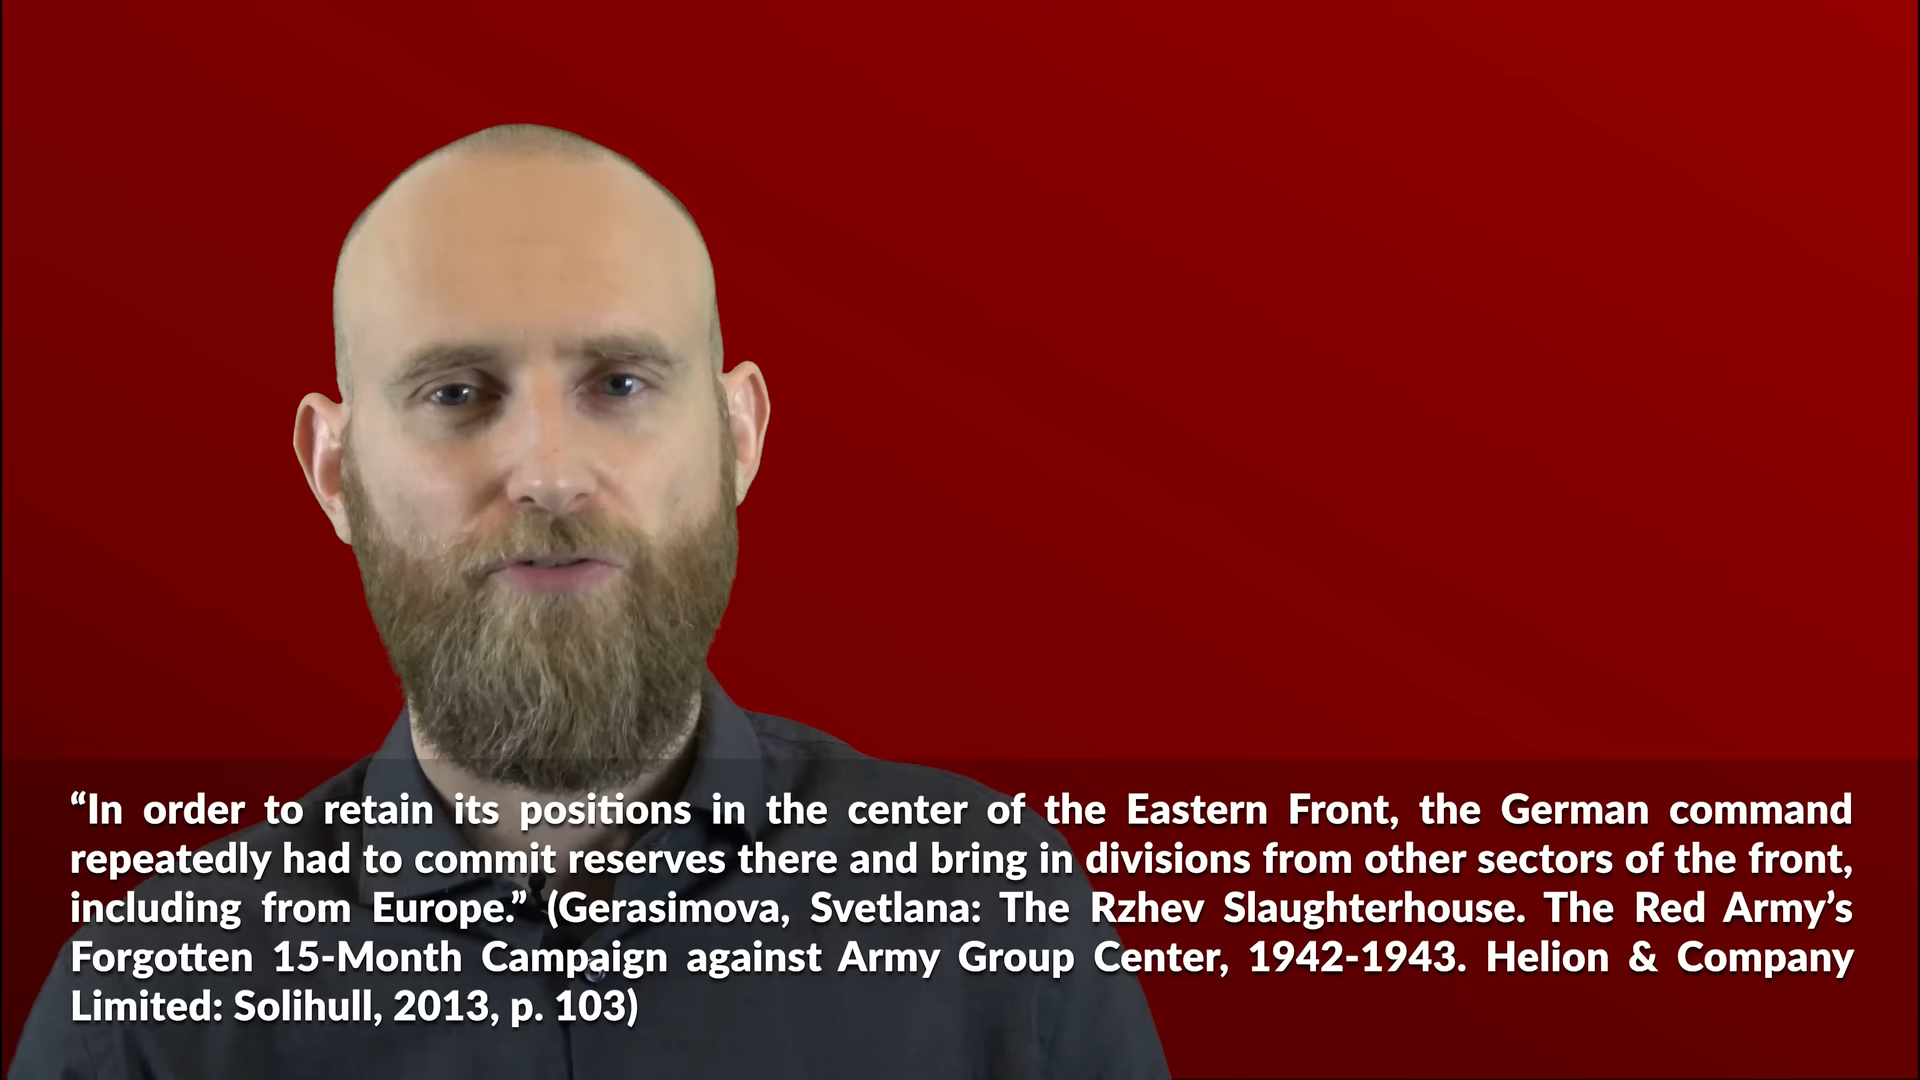 “In order to retain its positions in the center of the Eastern Front, the German command
repeatedly had to commit reserves there and bring in divisions from other sectors of the front,
including from Europe.” (Gerasimova, Svetlana: The Rzhev Slaughterhouse. The Red Army’s
Forgotten 15-Month Campaign against Army Group Center, 1942-1943. Helion & Company
Limited: Solihull, 2013, p. 103)